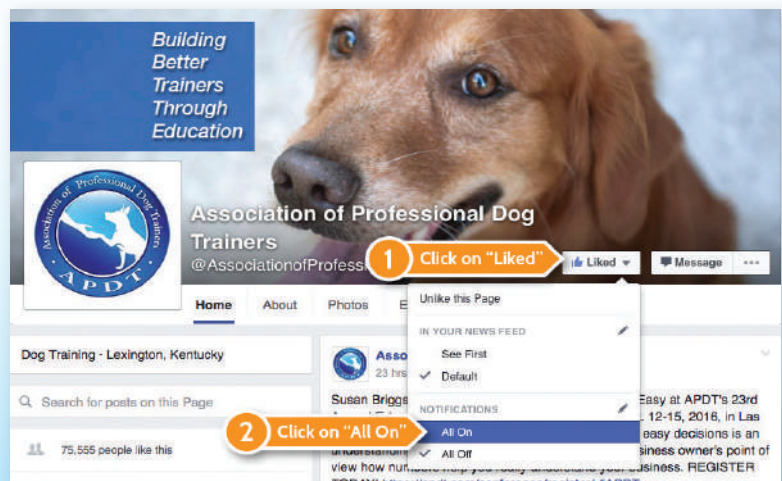 Building
Better
Trainers
Through
Education
Association of Professional Dog Trainers
APDT
Association of Professional Dog
Trainers
@AssociationofProfessi
1 Click on "Liked"
Liked
Message
Home About Photos E
Unlike this Page
IN YOUR NEWS FEED
See First
Default
NOTIFICATIONS
2 Click on "All On"
All On
All Off
Dog Training - Lexington, Kentucky
Search for posts on this Page
75,555 people like this
Asso
23 hrs
Susan Briggs Easy at APDT's 23rd
12-15, 2016, in Las
easy decisions is an
understanding siness owner's point of
view how numbers help you really understand your business. REGISTER